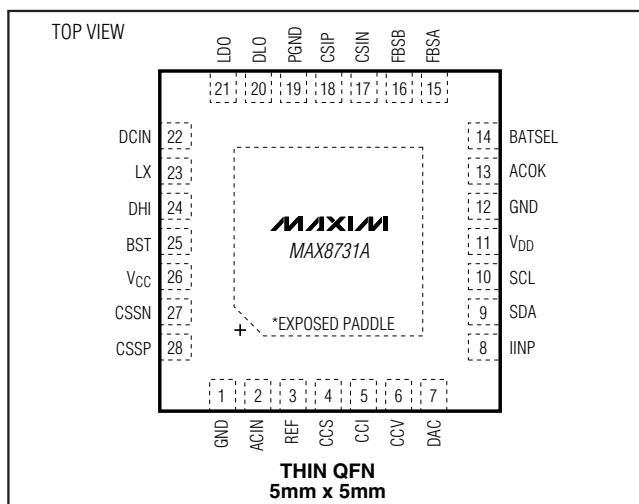 TOP VIEW
LDO DLO PGND CSIP CSIN FBSB FBSA
21 20 19 18 17 16 15
DCIN 22 14 BATSEL
LX 23 13 ACOK
DHI 24 12 GND
BST 25 11 VDD
VCC 26 10 SCL
CSSN 27 9 SDA
CSSP 28 8 IINP
MAXIM
MAX8731A
*EXPOSED PADDLE
+
1 2 3 4 5 6 7
GND ACIN REF CCS CCI CCV DAC
THIN QFN
5mm x 5mm